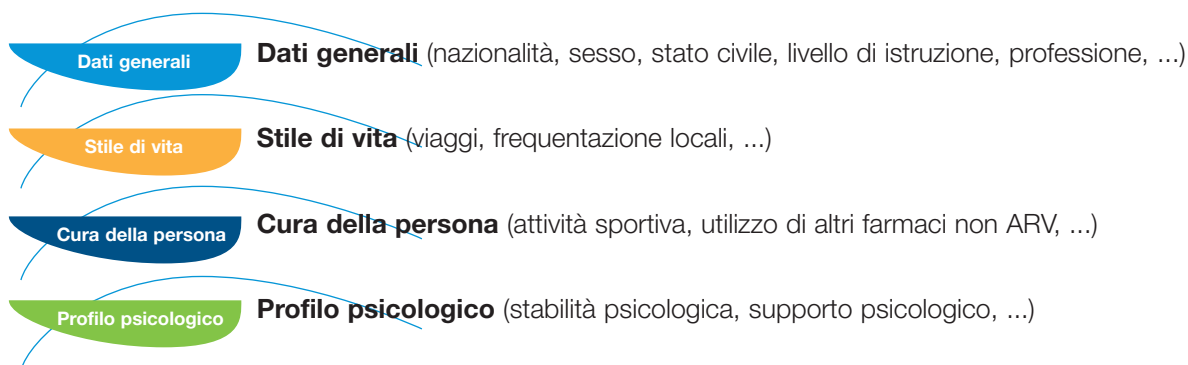 Dati generali
Dati generali (nazionalità, sesso, stato civile, livello di istruzione, professione, ...)
Stile di vita
Stile di vita (viaggi, frequentazione locali, ...)
Cura della persona
Cura della persona (attività sportiva, utilizzo di altri farmaci non ARV, ...)
Profilo psicologico
Profilo psicologico (stabilità psicologica, supporto psicologico, ...)